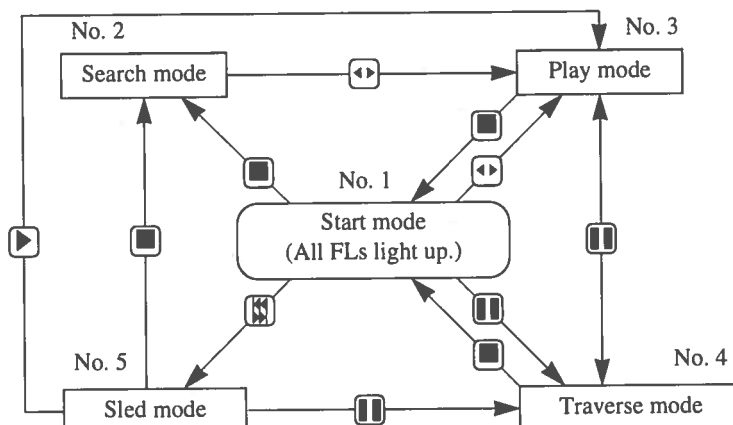 No. 2
No. 3
Search mode
Play mode
No. 1
Start mode
(All FLs light up.)
No. 5
No. 4
Sled mode
Traverse mode